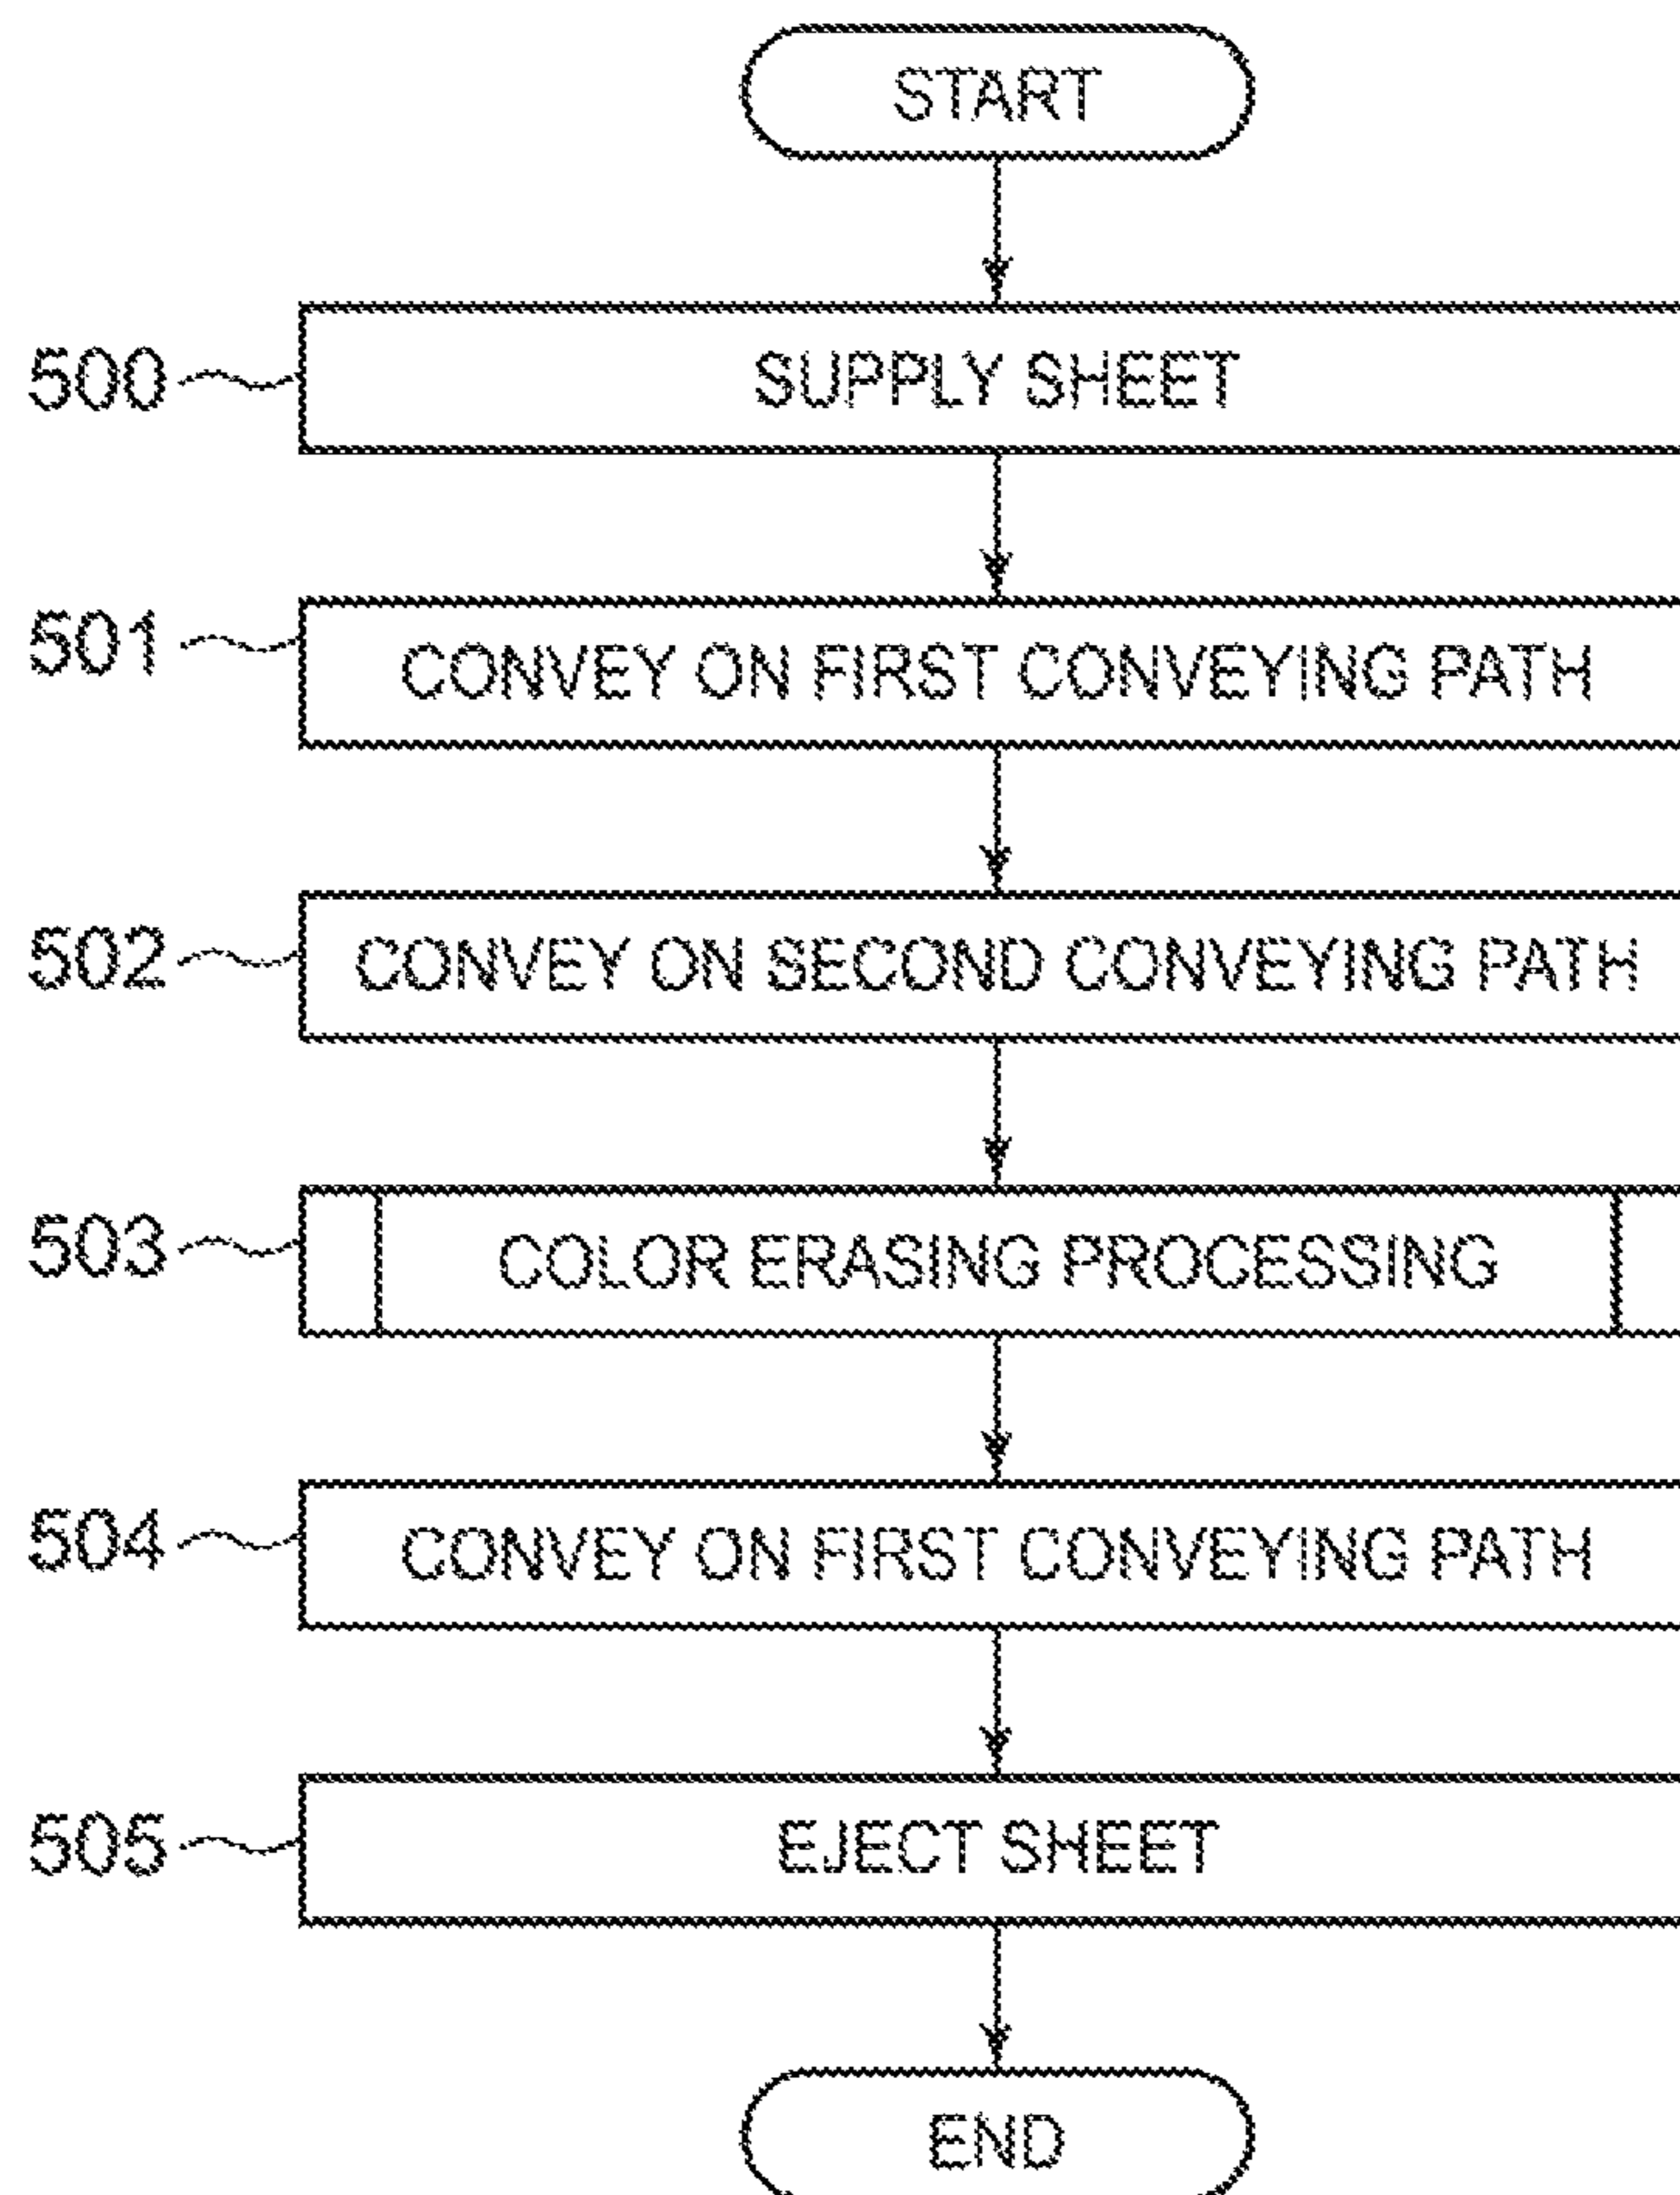 START
500 SUPPLY SHEET
501 CONVEY ON FIRST CONVEYING PATH
502 CONVEY ON SECOND CONVEYING PATH
503 COLOR ERASING PROCESSING
504 CONVEY ON FIRST CONVEYING PATH
505 EJECT SHEET
END